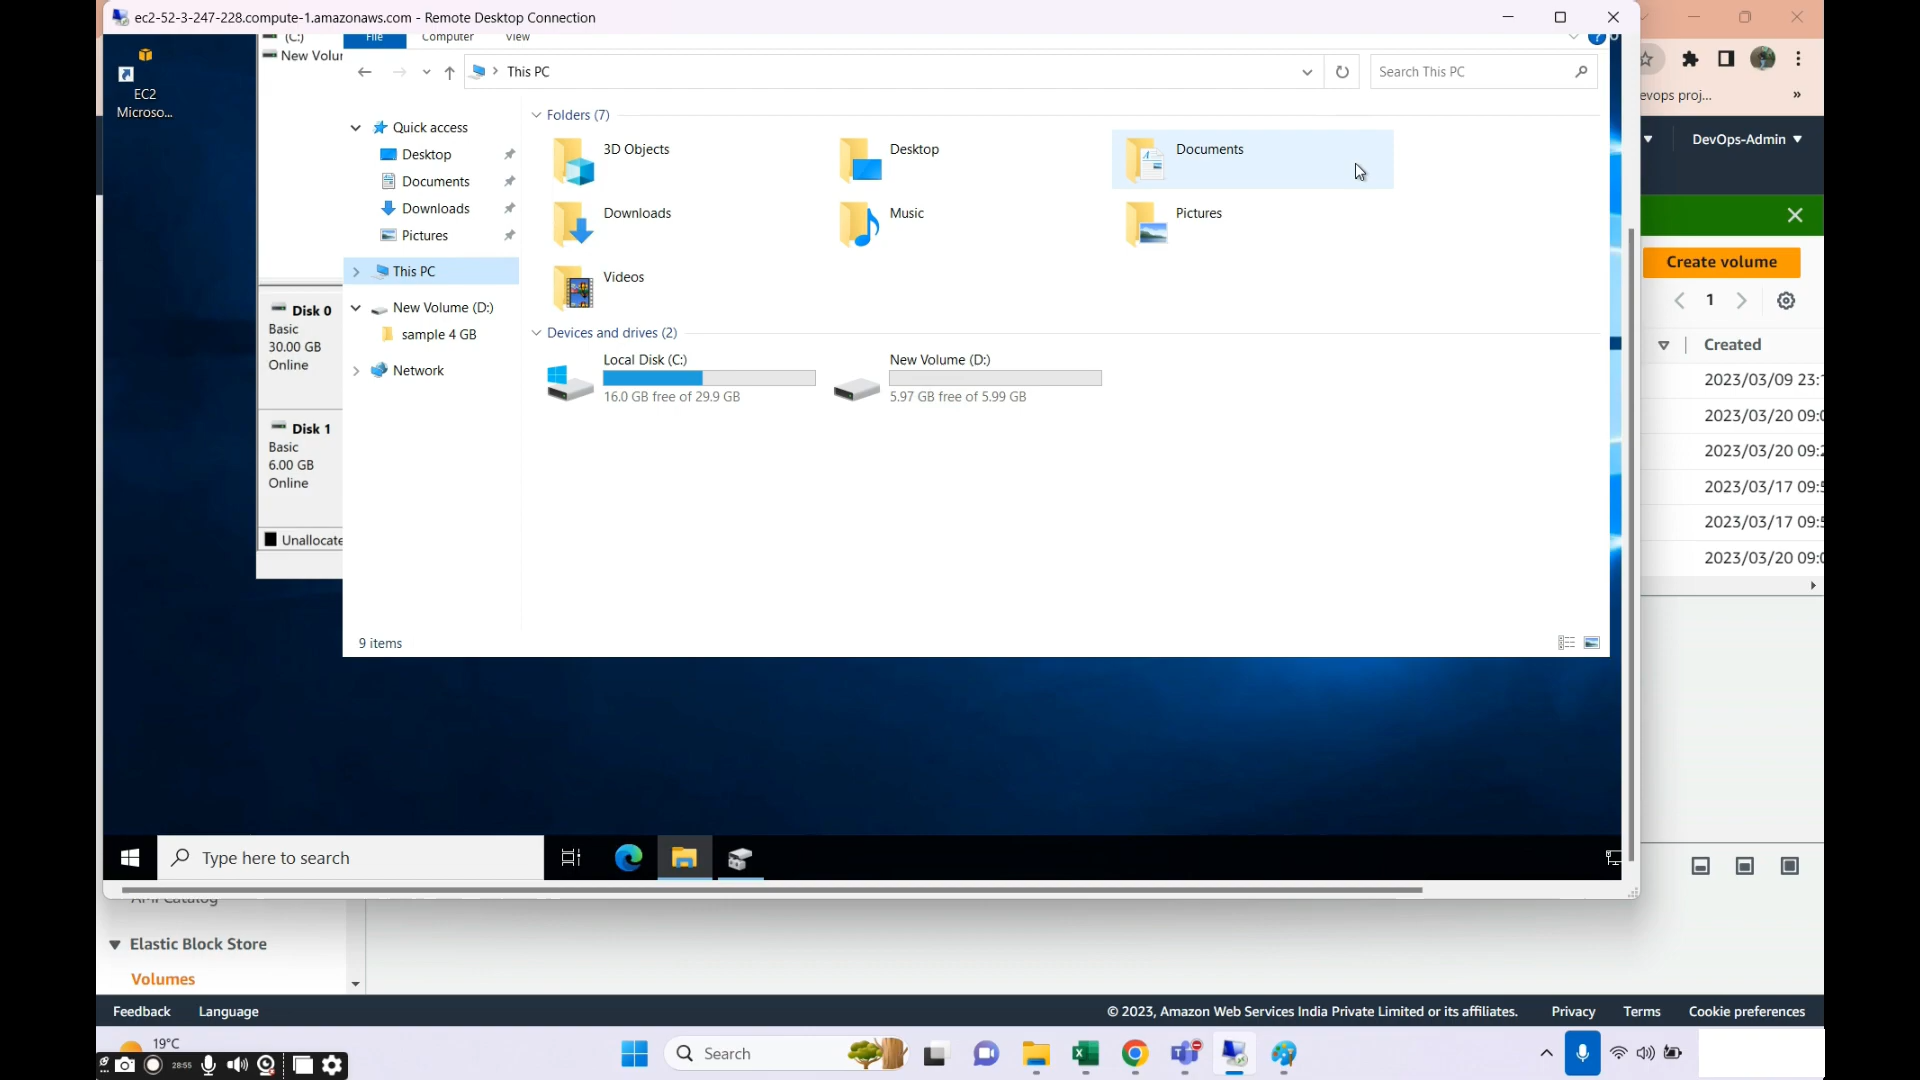 ec2-52-3-247-228.compute-1.amazonaws.com - Remote Desktop Connection
EC2
Microso...
(C:)
New Volur
File
Computer
View
This PC
Search This PC
Quick access
Desktop
Documents
Downloads
Pictures
This PC
New Volume (D:)
sample 4 GB
Network
Folders (7)
3D Objects
Desktop
Documents
Downloads
Music
Pictures
Videos
Devices and drives (2)
Local Disk (C:)
16.0 GB free of 29.9 GB
New Volume (D:)
5.97 GB free of 5.99 GB
Disk 0
Basic
30.00 GB
Online
Disk 1
Basic
6.00 GB
Online
Unallocate
9 items
evops proj...
»
DevOps-Admin
Create volume
1
Created
2023/03/09 23:
2023/03/20 09:
2023/03/20 09:
2023/03/17 09:
2023/03/17 09:
2023/03/20 09:
Type here to search
AMI Catalog
Elastic Block Store
Volumes
Feedback
Language
© 2023, Amazon Web Services India Private Limited or its affiliates.
Privacy
Terms
Cookie preferences
19°C
28:55
Search